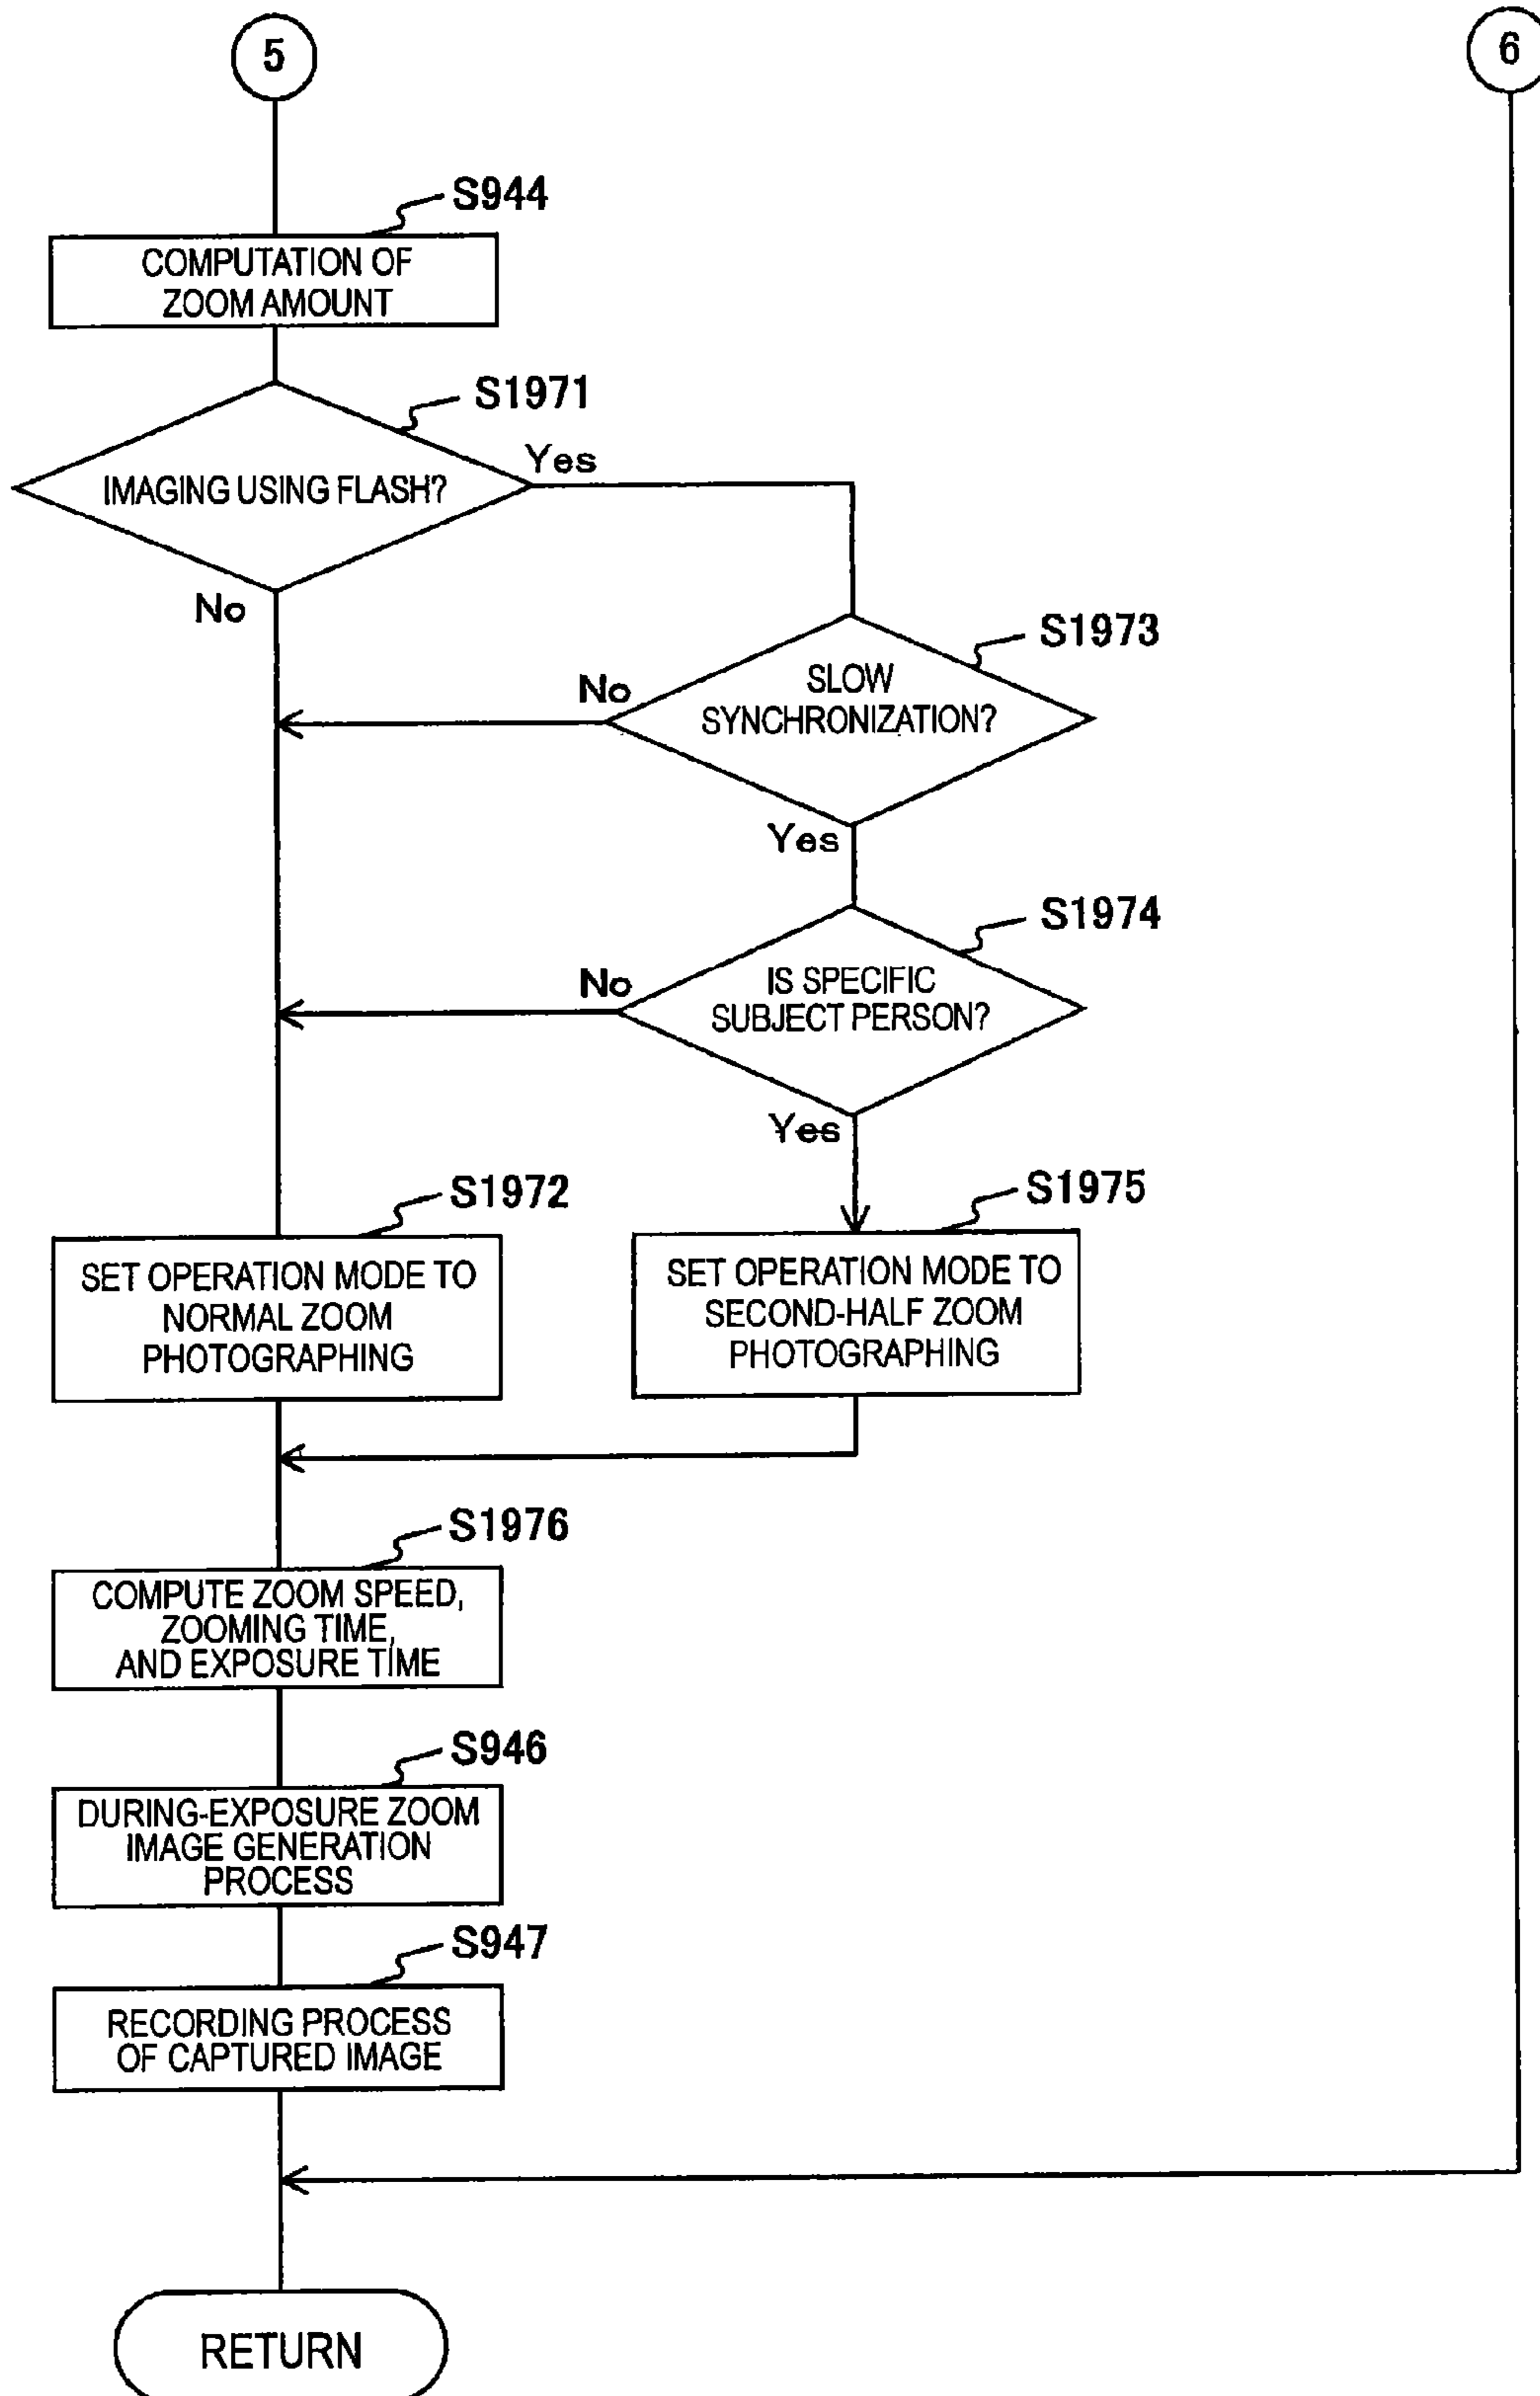 5
6
S944
COMPUTATION OF
ZOOM AMOUNT
S1971
IMAGING USING FLASH?
Yes
No
S1973
SLOW
SYNCHRONIZATION?
No
Yes
S1974
IS SPECIFIC
SUBJECT PERSON?
No
Yes
S1972
SET OPERATION MODE TO
NORMAL ZOOM
PHOTOGRAPHING
S1975
SET OPERATION MODE TO
SECOND-HALF ZOOM
PHOTOGRAPHING
S1976
COMPUTE ZOOM SPEED,
ZOOMING TIME,
AND EXPOSURE TIME
S946
DURING-EXPOSURE ZOOM
IMAGE GENERATION
PROCESS
S947
RECORDING PROCESS
OF CAPTURED IMAGE
RETURN